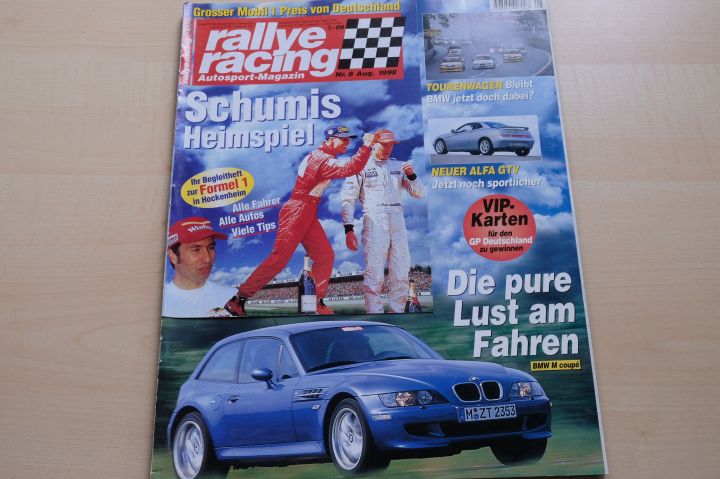 Grosser Mobil 1 Preis von Deutschland
rallye
racing
Autosport-Magazin
Nr. 8 Aug. 1998
rallye racing
Schumis
Heimspiel
Ihr Begleitheft
zur Formel 1
in Hockenheim
Alle Fahrer
Alle Autos
Viele Tips
TOURENWAGEN Bleibt
BMW jetzt doch dabei?
NEUER ALFA GTV
Jetzt noch sportlicher
VIP-
Karten
für den
GP Deutschland
zu gewinnen
Die pure
Lust am
Fahren
BMW M coupé
M ZT 2353